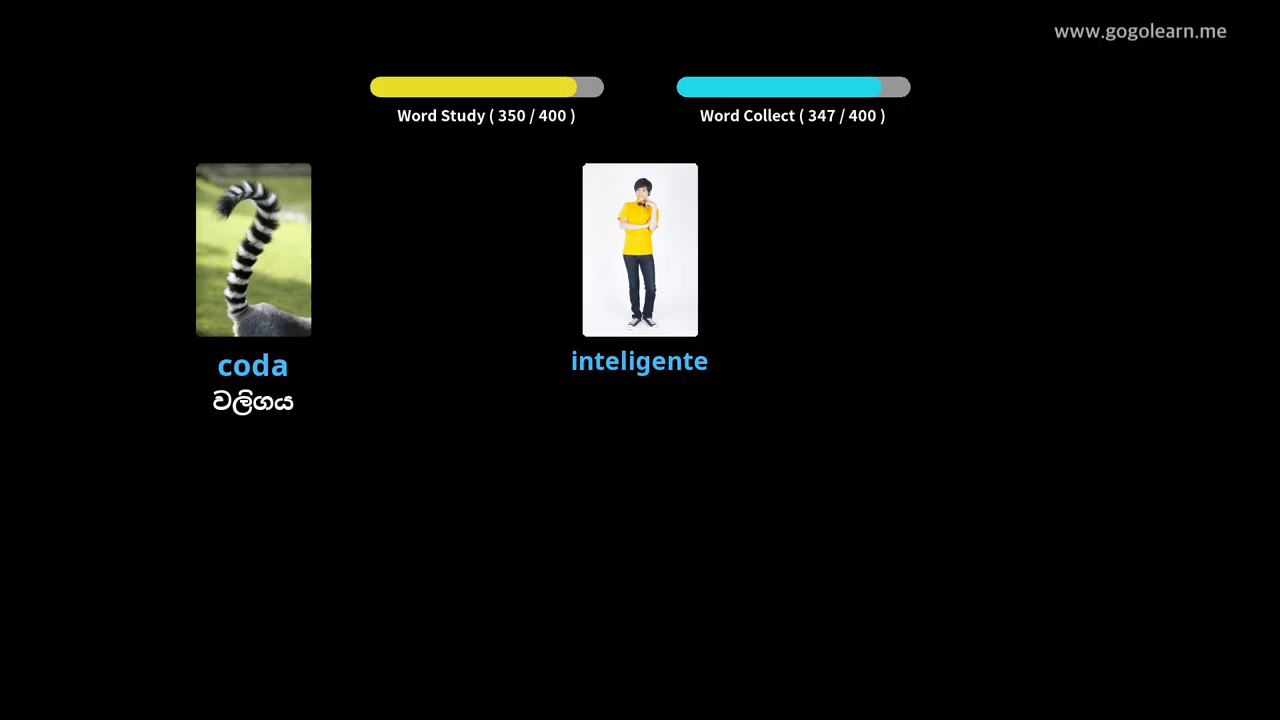 www.gogolearn.me
Word Study ( 350 / 400 )
Word Collect ( 347 / 400 )
coda
වලිගය
inteligente